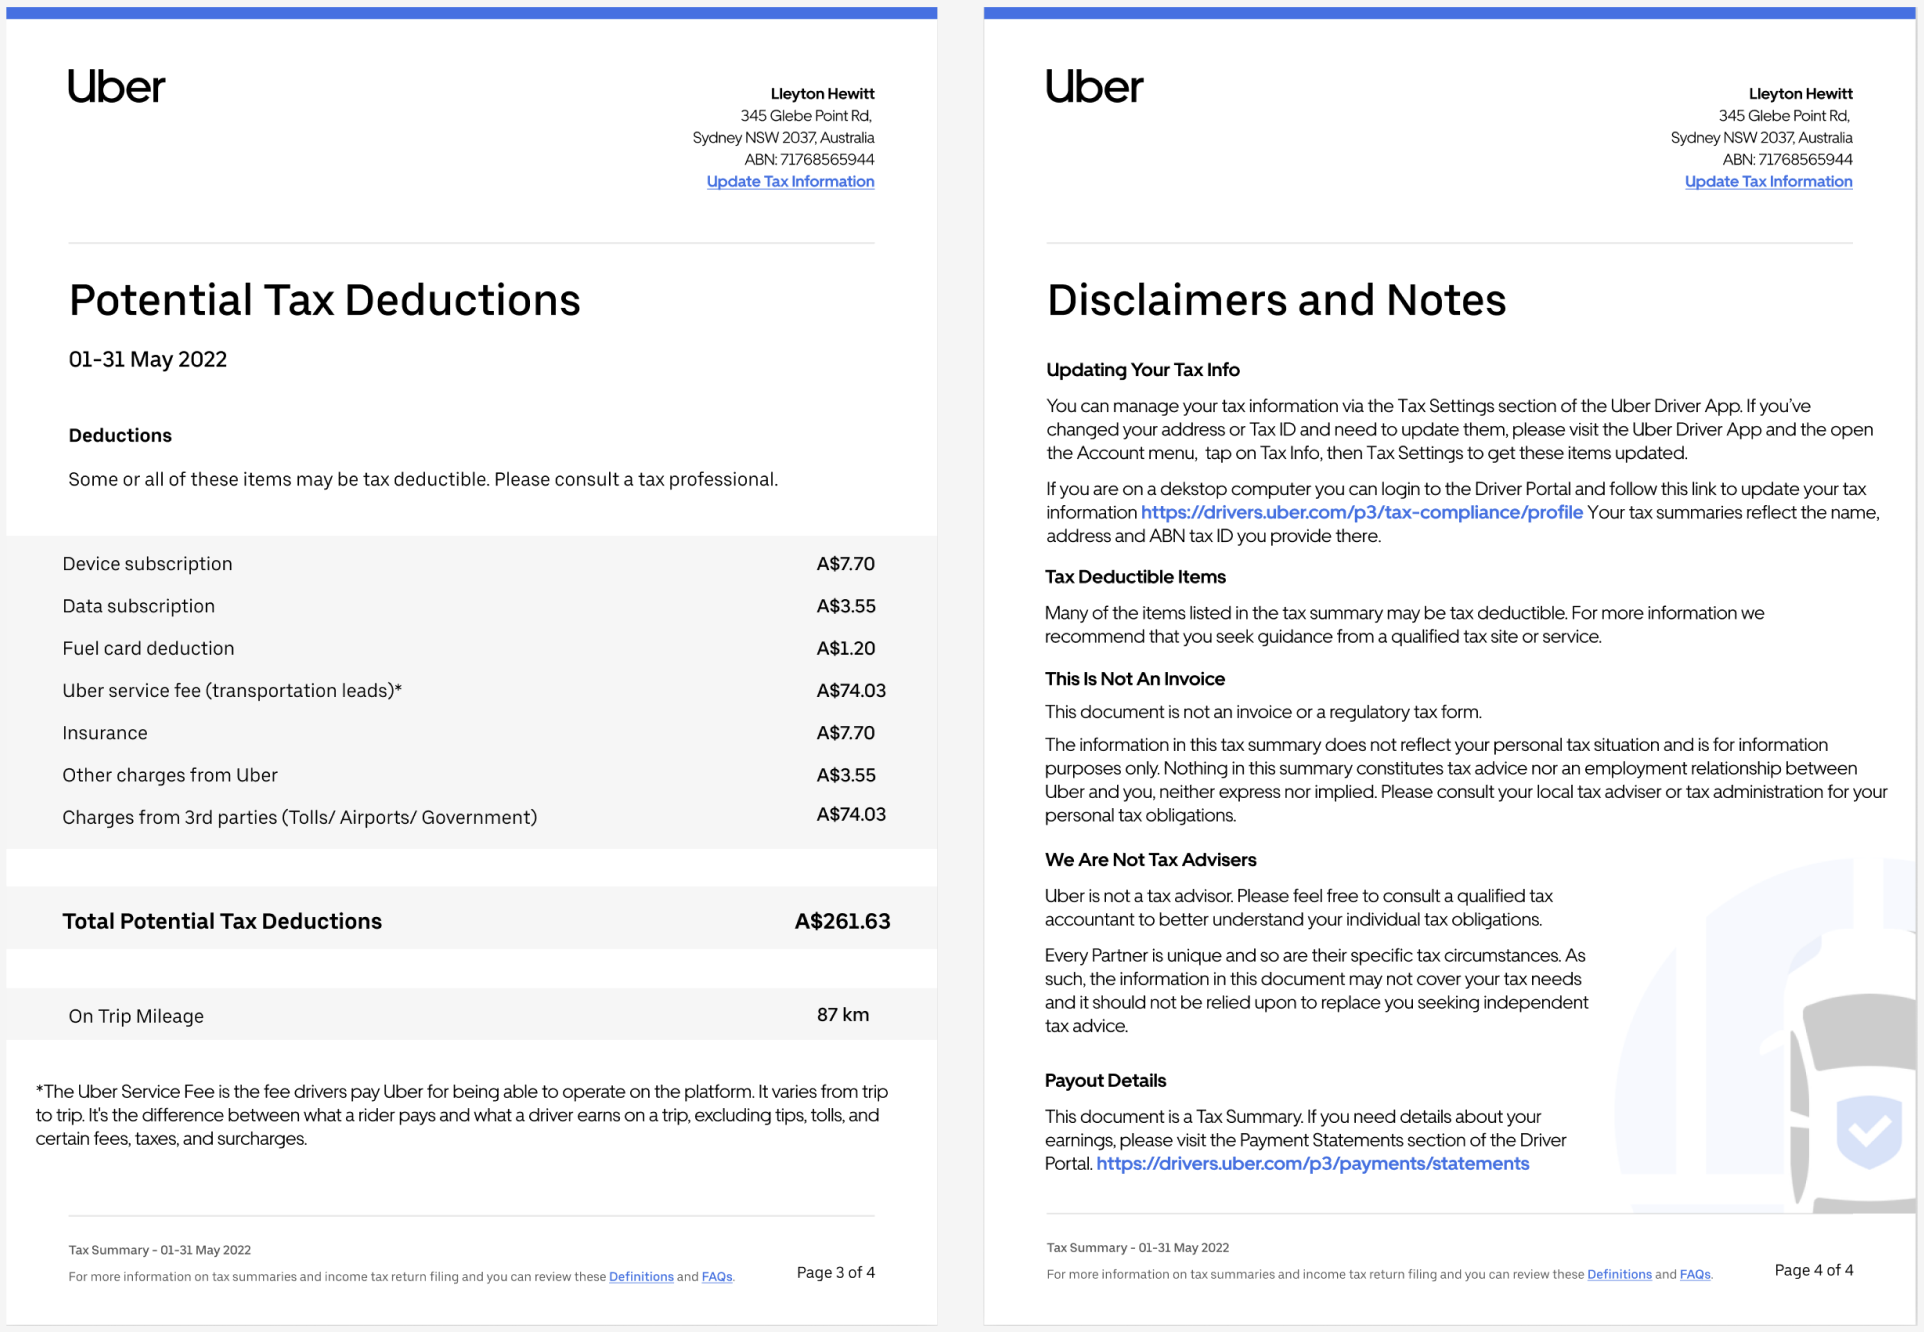 Uber
Lleyton Hewitt
345 Glebe Point Rd,
Sydney NSW 2037, Australia
ABN: 71768565944
Update Tax Information
Potential Tax Deductions
01-31 May 2022
Deductions
Some or all of these items may be tax deductible. Please consult a tax professional.
Device subscription A$7.70
Data subscription A$3.55
Fuel card deduction A$1.20
Uber service fee (transportation leads)* A$74.03
Insurance A$7.70
Other charges from Uber A$3.55
Charges from 3rd parties (Tolls/ Airports/ Government) A$74.03
Total Potential Tax Deductions A$261.63
On Trip Mileage 87 km
*The Uber Service Fee is the fee drivers pay Uber for being able to operate on the platform. It varies from trip
to trip. It's the difference between what a rider pays and what a driver earns on a trip, excluding tips, tolls, and
certain fees, taxes, and surcharges.
Tax Summary - 01-31 May 2022
For more information on tax summaries and income tax return filing and you can review these Definitions and FAQs.
Page 3 of 4
Uber
Lleyton Hewitt
345 Glebe Point Rd,
Sydney NSW 2037, Australia
ABN: 71768565944
Update Tax Information
Disclaimers and Notes
Updating Your Tax Info
You can manage your tax information via the Tax Settings section of the Uber Driver App. If you've
changed your address or Tax ID and need to update them, please visit the Uber Driver App and the open
the Account menu, tap on Tax Info, then Tax Settings to get these items updated.
If you are on a dekstop computer you can login to the Driver Portal and follow this link to update your tax
information https://drivers.uber.com/p3/tax-compliance/profile Your tax summaries reflect the name,
address and ABN tax ID you provide there.
Tax Deductible Items
Many of the items listed in the tax summary may be tax deductible. For more information we
recommend that you seek guidance from a qualified tax site or service.
This Is Not An Invoice
This document is not an invoice or a regulatory tax form.
The information in this tax summary does not reflect your personal tax situation and is for information
purposes only. Nothing in this summary constitutes tax advice nor an employment relationship between
Uber and you, neither express nor implied. Please consult your local tax adviser or tax administration for your
personal tax obligations.
We Are Not Tax Advisers
Uber is not a tax advisor. Please feel free to consult a qualified tax
accountant to better understand your individual tax obligations.
Every Partner is unique and so are their specific tax circumstances. As
such, the information in this document may not cover your tax needs
and it should not be relied upon to replace you seeking independent
tax advice.
Payout Details
This document is a Tax Summary. If you need details about your
earnings, please visit the Payment Statements section of the Driver
Portal. https://drivers.uber.com/p3/payments/statements
Tax Summary - 01-31 May 2022
For more information on tax summaries and income tax return filing and you can review these Definitions and FAQs.
Page 4 of 4